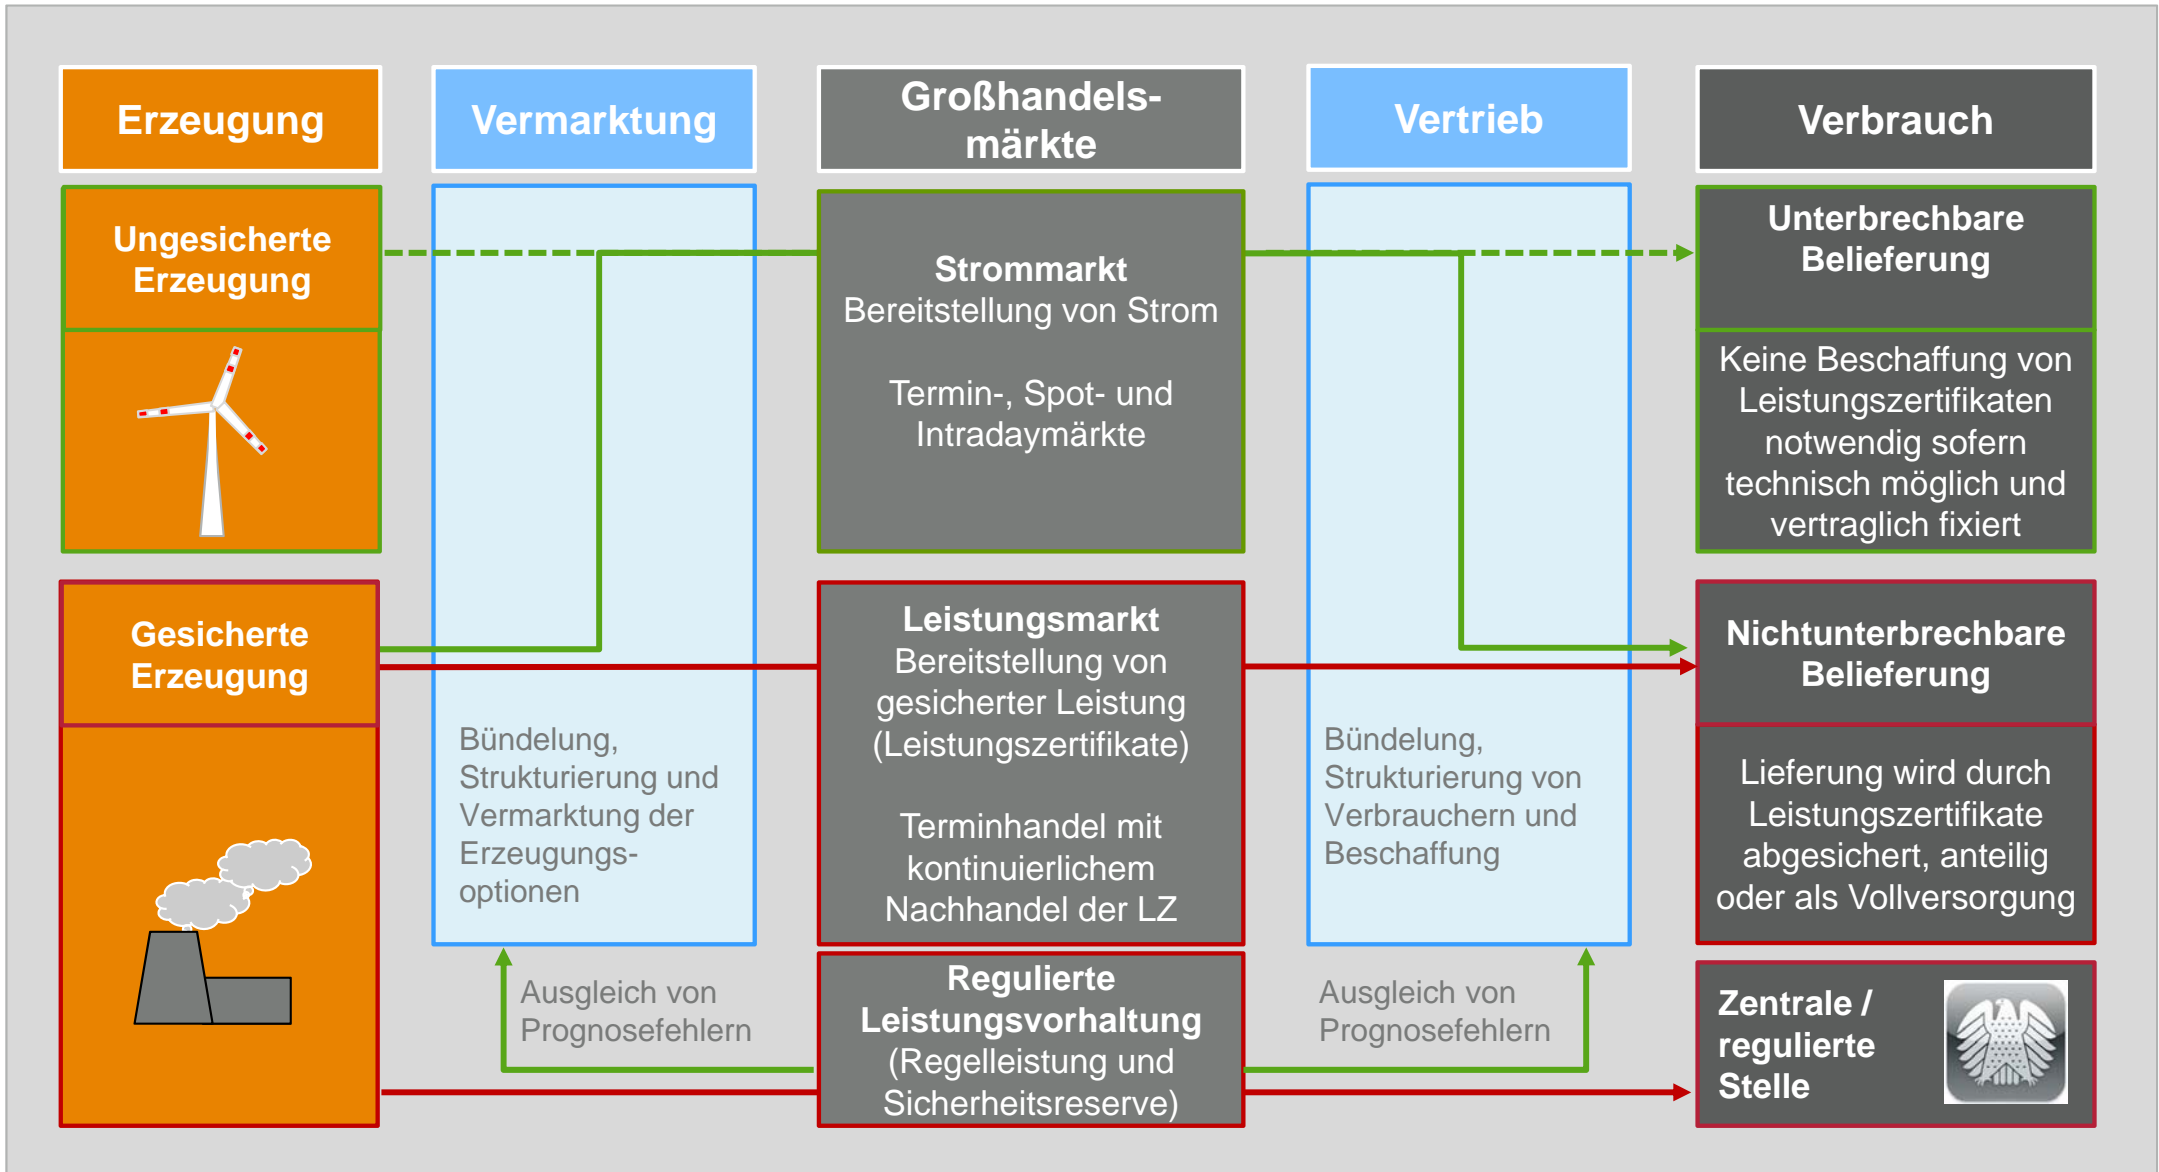 Erzeugung
Vermarktung
Großhandels-
märkte
Vertrieb
Verbrauch
Ungesicherte
Erzeugung
Strommarkt
Bereitstellung von Strom
Termin-, Spot- und
Intradaymärkte
Unterbrechbare
Belieferung
Keine Beschaffung von
Leistungszertifikaten
notwendig sofern
technisch möglich und
vertraglich fixiert
Gesicherte
Erzeugung
Bündelung,
Strukturierung und
Vermarktung der
Erzeugungs-
optionen
Leistungsmarkt
Bereitstellung von
gesicherter Leistung
(Leistungszertifikate)
Terminhandel mit
kontinuierlichem
Nachhandel der LZ
Bündelung,
Strukturierung von
Verbrauchern und
Beschaffung
Nichtunterbrechbare
Belieferung
Lieferung wird durch
Leistungszertifikate
abgesichert, anteilig
oder als Vollversorgung
Ausgleich von
Prognosefehlern
Regulierte
Leistungsvorhaltung
(Regelleistung und
Sicherheitsreserve)
Ausgleich von
Prognosefehlern
Zentrale /
regulierte
Stelle